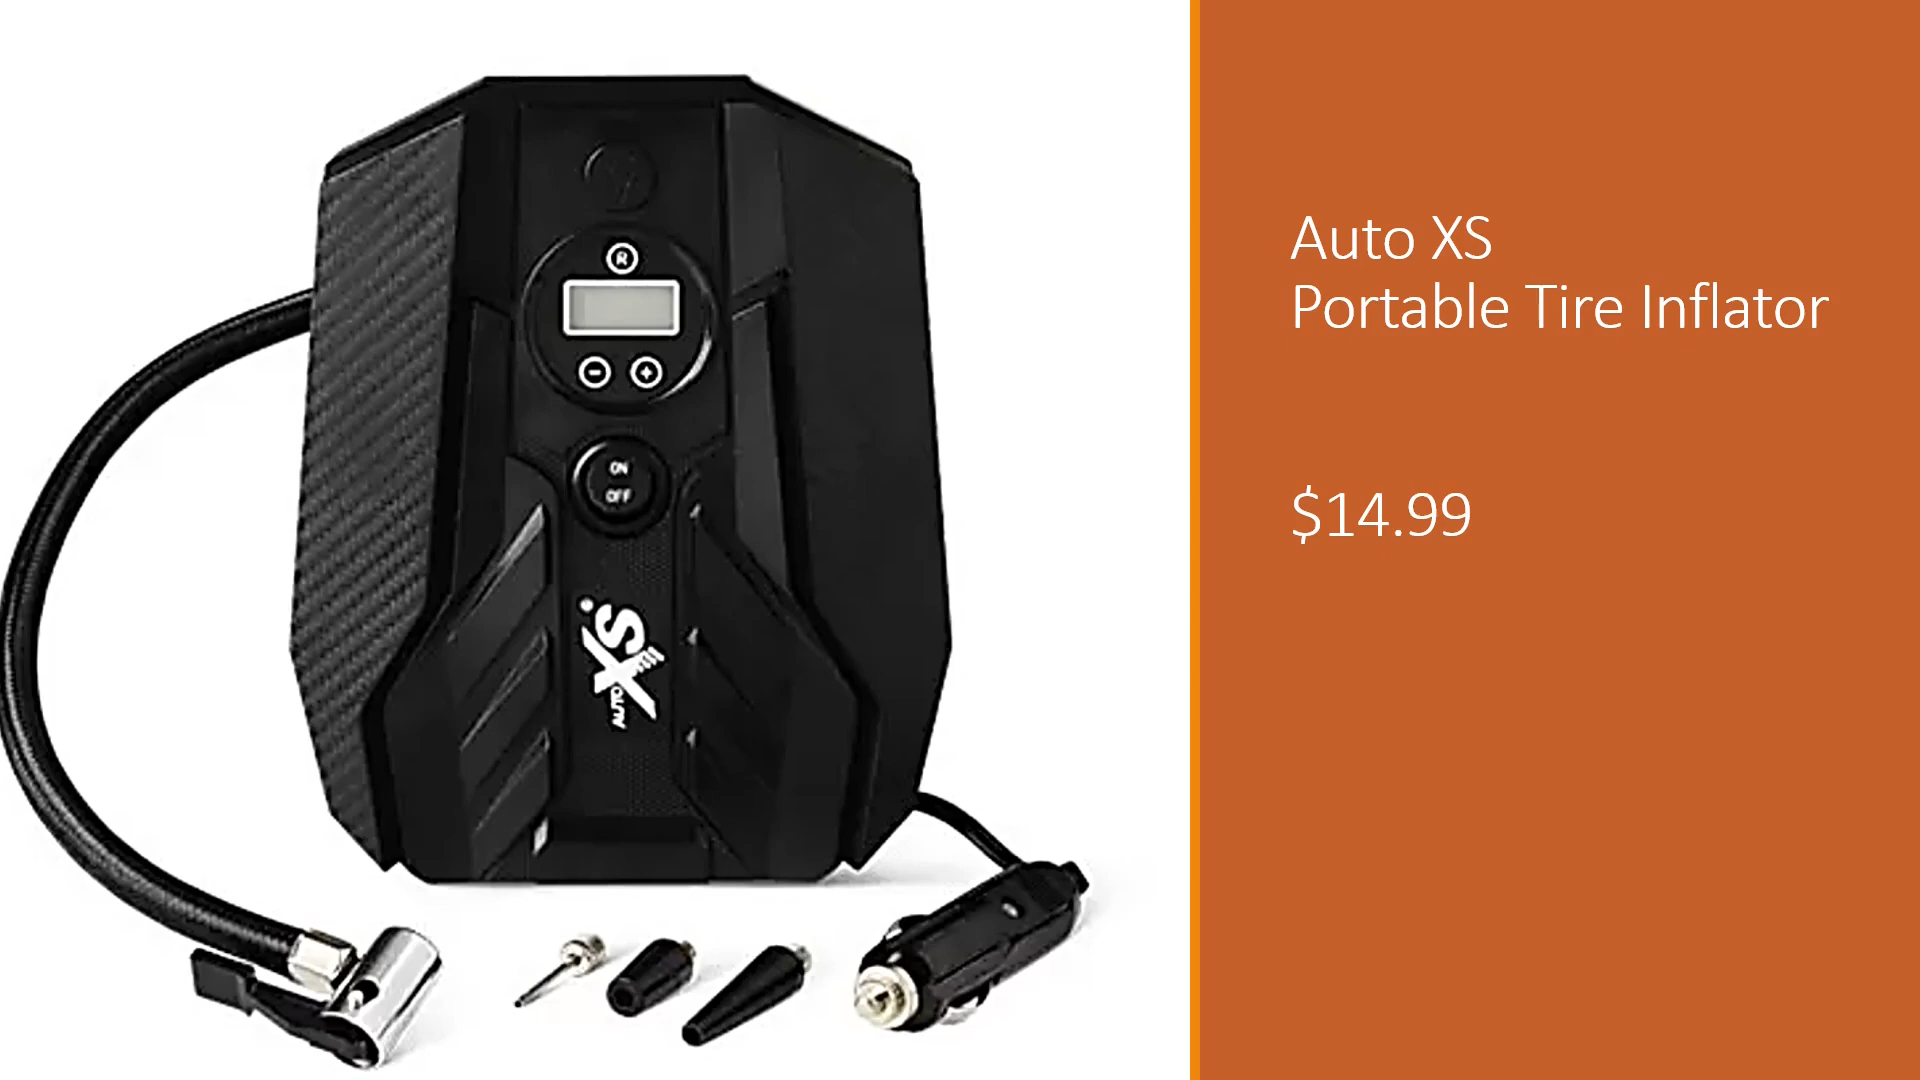 R
- +
ON
OFF
AUTO XS
Auto XS
Portable Tire Inflator
$14.99